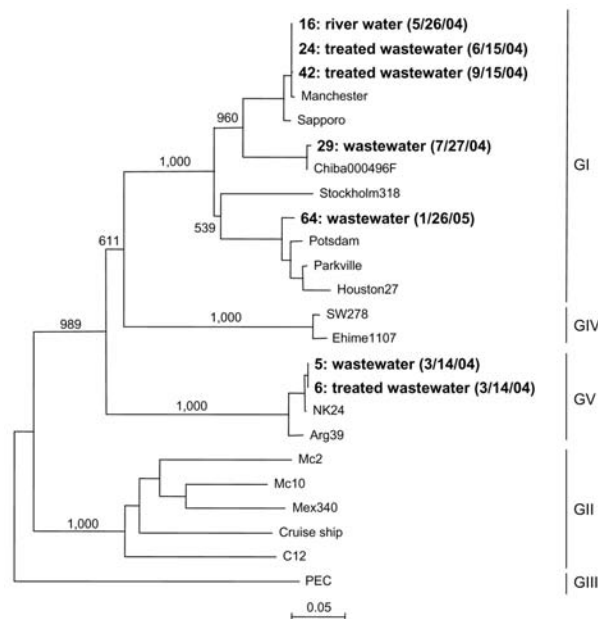 16: river water (5/26/04)
24: treated wastewater (6/15/04)
42: treated wastewater (9/15/04)
Manchester
960
Sapporo
29: wastewater (7/27/04)
GI
1,000
Chiba000496F
Stockholm318
64: wastewater (1/26/05)
539
611
Potsdam
Parkville
Houston27
SW278
989
1,000
GIV
Ehime1107
5: wastewater (3/14/04)
6: treated wastewater (3/14/04)
GV
1,000
NK24
Arg39
Mc2
Mc10
Mex340
GII
1,000
Cruise ship
C12
PEC
GIII
0.05